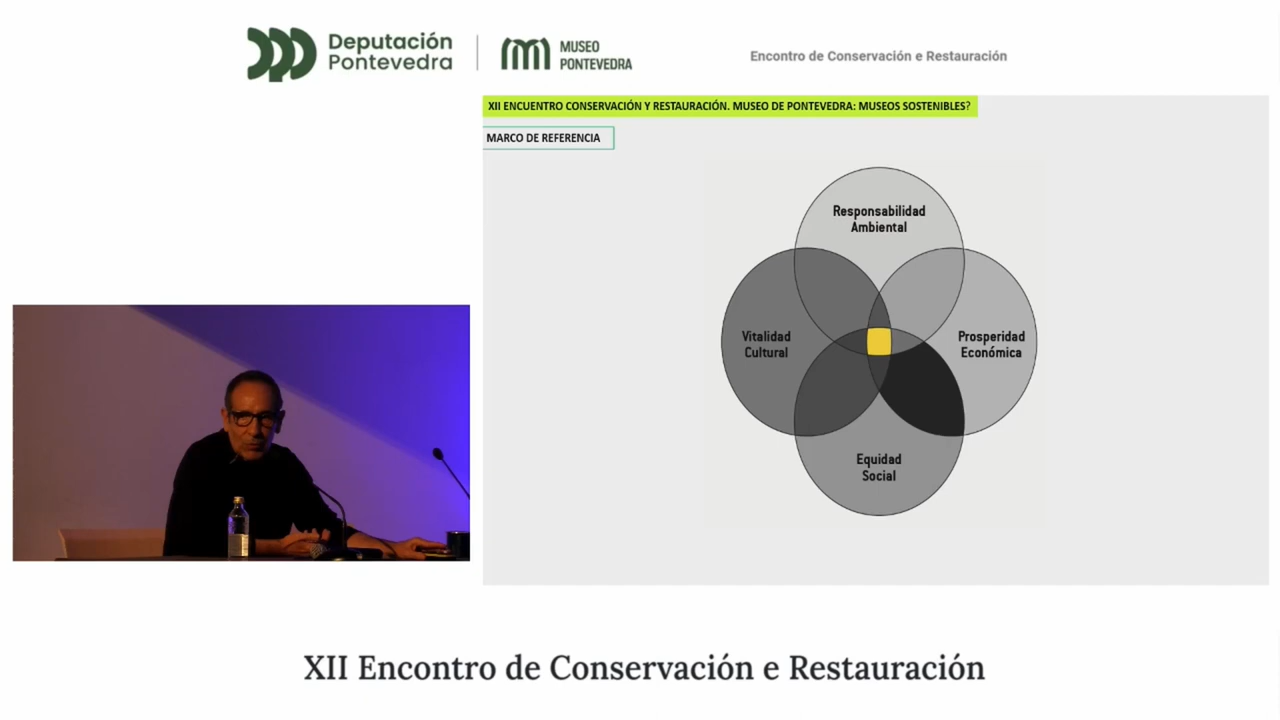 Deputación
Pontevedra
MUSEO
PONTEVEDRA
Encontro de Conservación e Restauración
XII ENCUENTRO CONSERVACIÓN Y RESTAURACIÓN. MUSEO DE PONTEVEDRA: MUSEOS SOSTENIBLES?
MARCO DE REFERENCIA
Responsabilidad
Ambiental
Vitalidad
Cultural
Prosperidad
Económica
Equidad
Social
XII Encontro de Conservación e Restauración